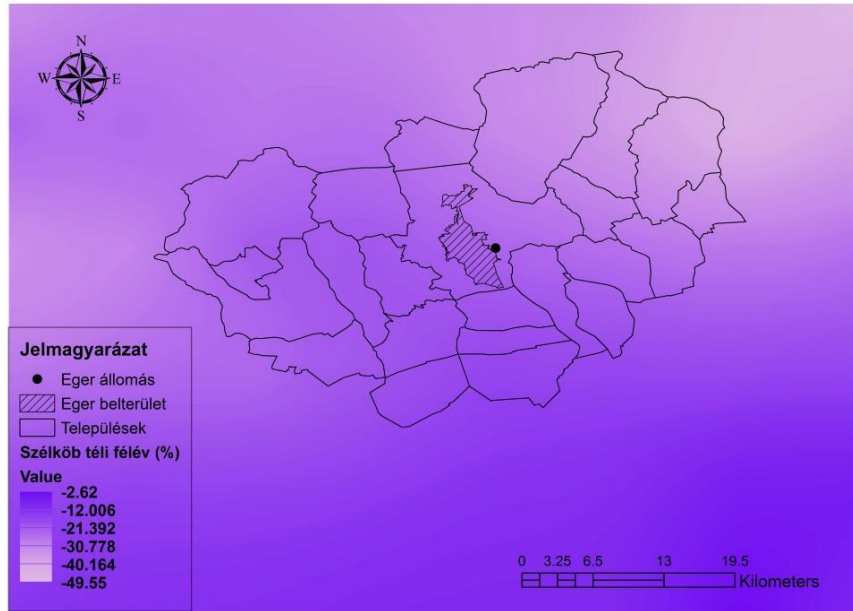 N
W E
S
Jelmagyarázat
Eger állomás
Eger belterület
Települések
Szélköb téli félév (%)
Value
-2.62
-12.006
-21.392
-30.778
-40.164
-49.55
0 3.25 6.5 13 19.5
Kilometers